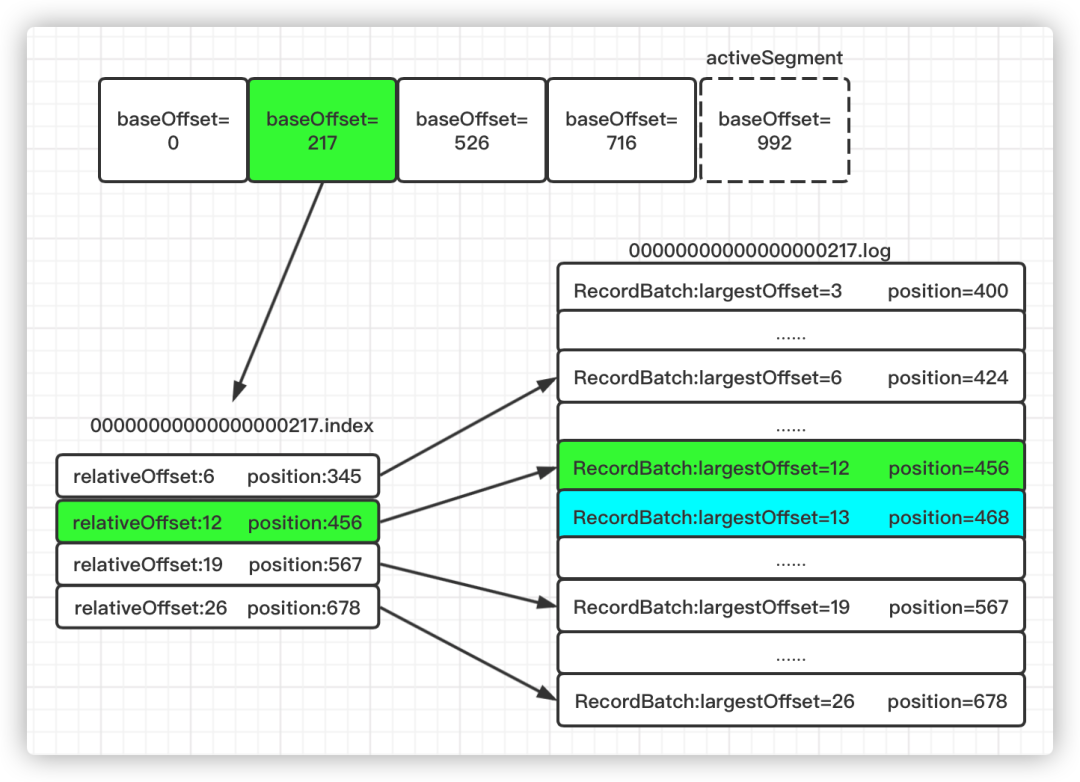 activeSegment
baseOffset=
0
baseOffset=
217
baseOffset=
526
baseOffset=
716
baseOffset=
992
00000000000000000217.log
RecordBatch:largestOffset=3 position=400
......
RecordBatch:largestOffset=6 position=424
......
RecordBatch:largestOffset=12 position=456
RecordBatch:largestOffset=13 position=468
......
RecordBatch:largestOffset=19 position=567
......
RecordBatch:largestOffset=26 position=678
00000000000000000217.index
relativeOffset:6 position:345
relativeOffset:12 position:456
relativeOffset:19 position:567
relativeOffset:26 position:678